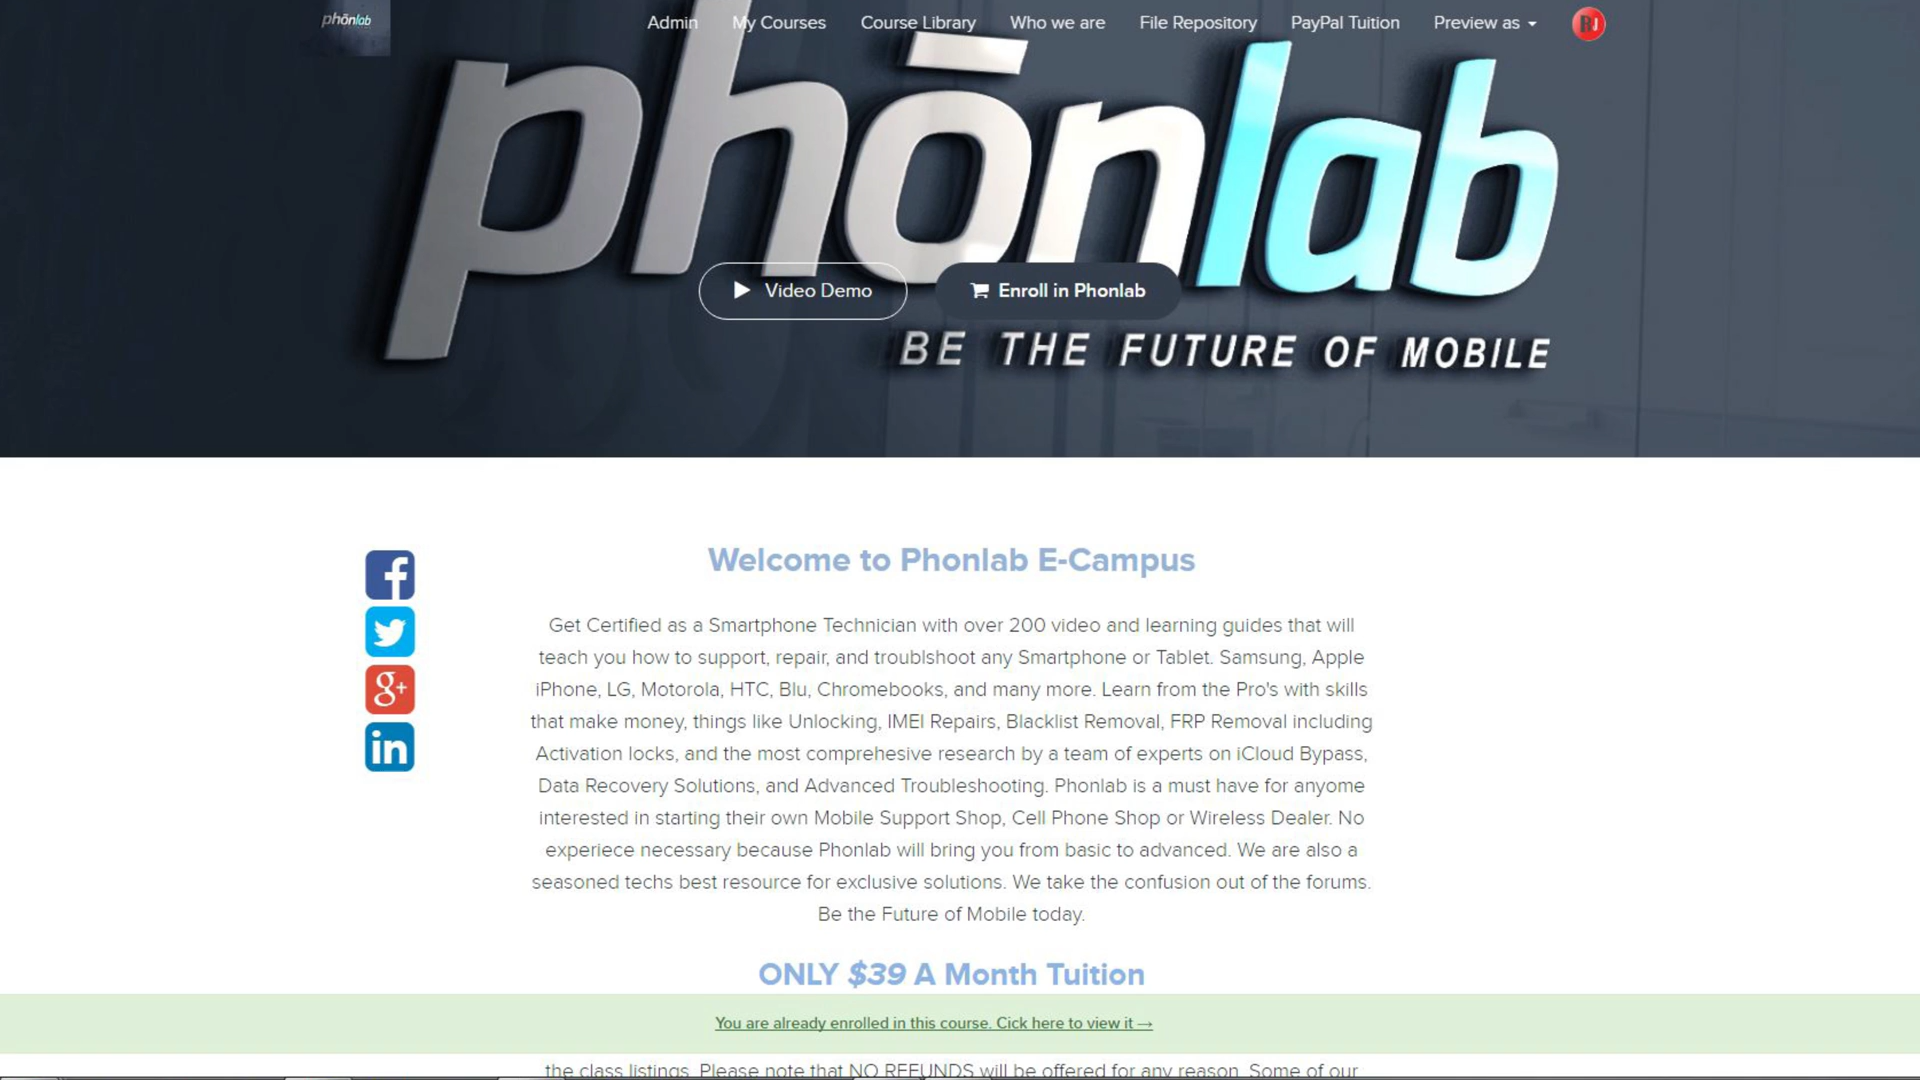 phōnlab
Admin My Courses Course Library Who we are File Repository PayPal Tuition Preview as
RJ
phōnlab
Video Demo
Enroll in Phonlab
BE THE FUTURE OF MOBILE
Welcome to Phonlab E-Campus
Get Certified as a Smartphone Technician with over 200 video and learning guides that will
teach you how to support, repair, and troublshoot any Smartphone or Tablet. Samsung, Apple
iPhone, LG, Motorola, HTC, Blu, Chromebooks, and many more. Learn from the Pro's with skills
that make money, things like Unlocking, IMEI Repairs, Blacklist Removal, FRP Removal including
Activation locks, and the most comprehesive research by a team of experts on iCloud Bypass,
Data Recovery Solutions, and Advanced Troubleshooting. Phonlab is a must have for anyome
interested in starting their own Mobile Support Shop, Cell Phone Shop or Wireless Dealer. No
experiece necessary because Phonlab will bring you from basic to advanced. We are also a
seasoned techs best resource for exclusive solutions. We take the confusion out of the forums.
Be the Future of Mobile today.
ONLY $39 A Month Tuition
You are already enrolled in this course. Cick here to view it →
the class listings. Please note that NO REFUNDS will be offered for any reason. Some of our